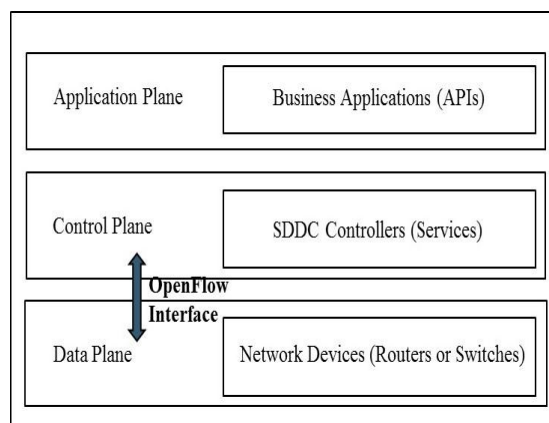 Application Plane
Business Applications (APIs)
Control Plane
SDDC Controllers (Services)
OpenFlow
Interface
Data Plane
Network Devices (Routers or Switches)